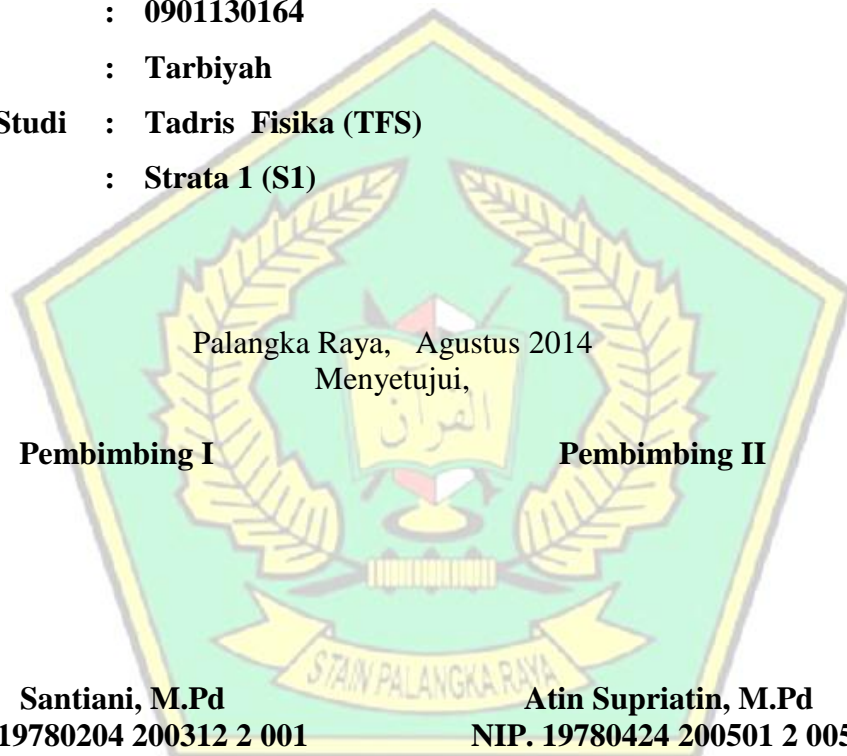 : 0901130164
: Tarbiyah
Studi : Tadris Fisika (TFS)
: Strata 1 (S1)
Palangka Raya, Agustus 2014
Menyetujui,
القرآن
Pembimbing I Pembimbing II
STAIN PALANGKA RAYA
Santiani, M.Pd Atin Supriatin, M.Pd
19780204 200312 2 001 NIP. 19780424 200501 2 005